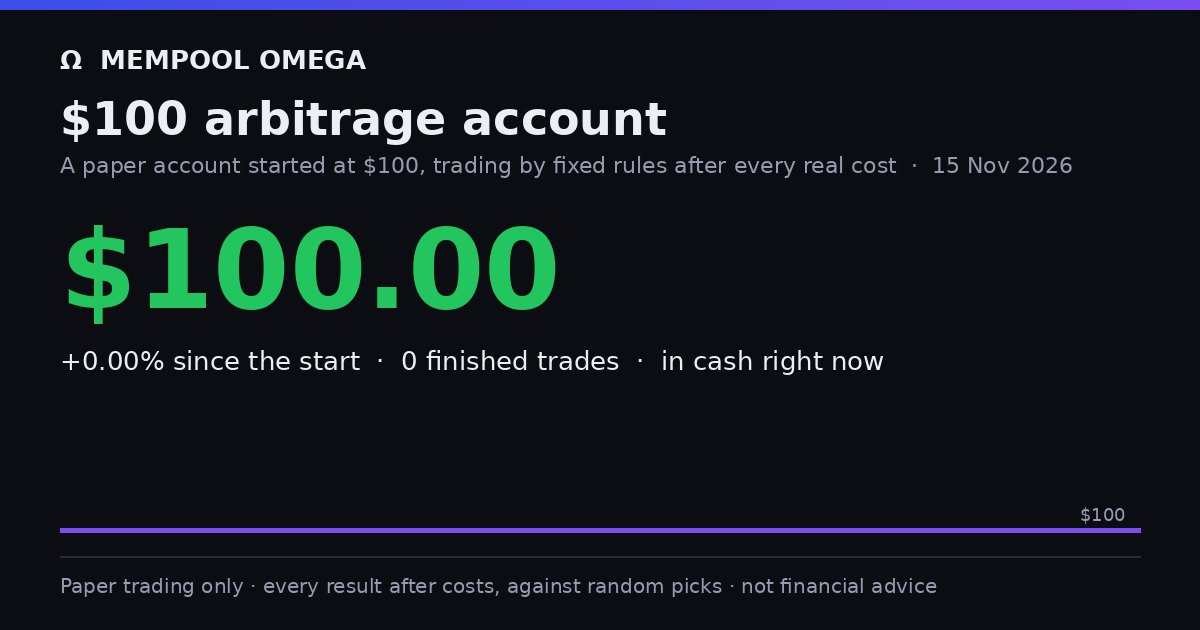 Ω MEMPOOL OMEGA
$100 arbitrage account
A paper account started at $100, trading by fixed rules after every real cost · 15 Nov 2026
$100.00
+0.00% since the start · 0 finished trades · in cash right now
$100
Paper trading only · every result after costs, against random picks · not financial advice